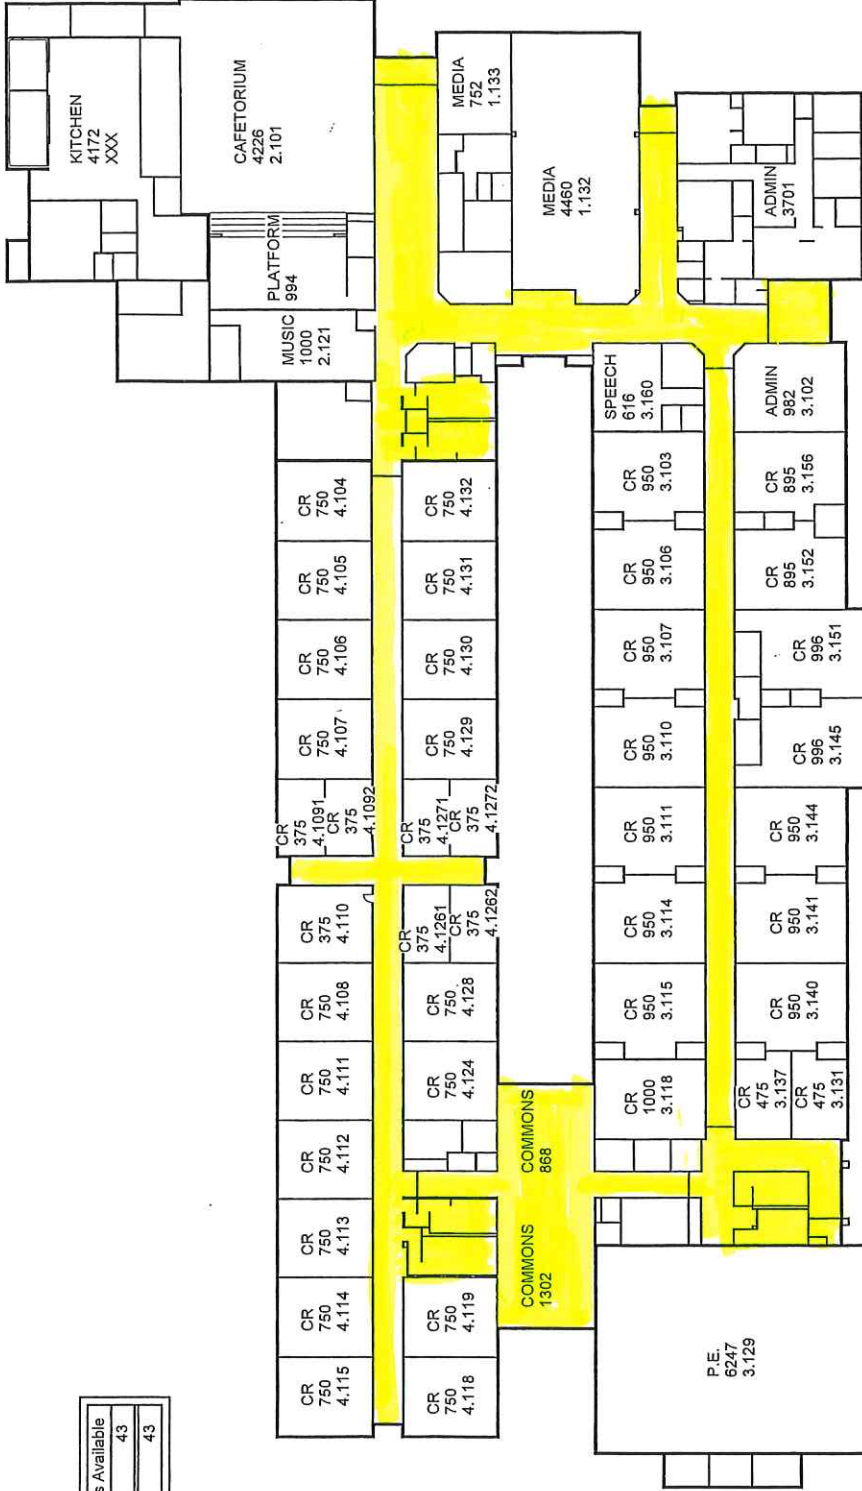 KITCHEN
4172
XXX
CAFETORIUM
4226
2.101
MEDIA
752
1.133
MEDIA
4460
1.132
ADMIN
3701
PLATFORM
994
MUSIC
1000
2.121
SPEECH
616
3.160
ADMIN
982
3.102
CR
750
4.104
CR
750
4.132
CR
950
3.103
CR
895
3.156
CR
750
4.105
CR
750
4.131
CR
950
3.106
CR
895
3.152
CR
750
4.106
CR
750
4.130
CR
950
3.107
CR
996
3.151
CR
750
4.107
CR
750
4.129
CR
950
3.110
CR
996
3.145
CR
375
4.1091
CR
375
4.1092
CR
375
4.1271
CR
375
4.1272
CR
950
3.111
CR
950
3.144
CR
375
4.110
CR
375
4.1261
CR
375
4.1262
CR
950
3.114
CR
950
3.141
CR
750
4.108
CR
750
4.128
CR
950
3.115
CR
950
3.140
CR
750
4.111
CR
750
4.124
CR
1000
3.118
CR
475
3.137
CR
475
3.131
CR
750
4.112
COMMONS
868
CR
750
4.113
COMMONS
1302
CR
750
4.114
CR
750
4.119
CR
750
4.115
CR
750
4.118
P.E.
6247
3.129
s Available
43
43